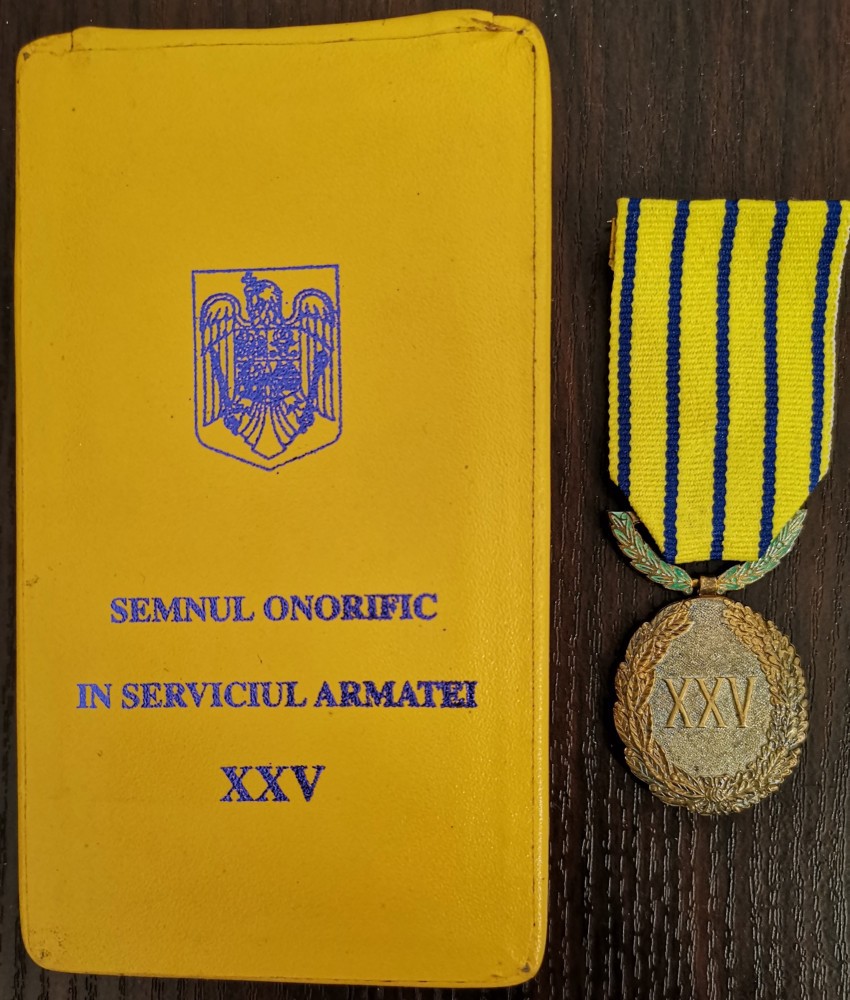 SEMNUL ONORIFIC
IN SERVICIUL ARMATEI
XXV
XXV